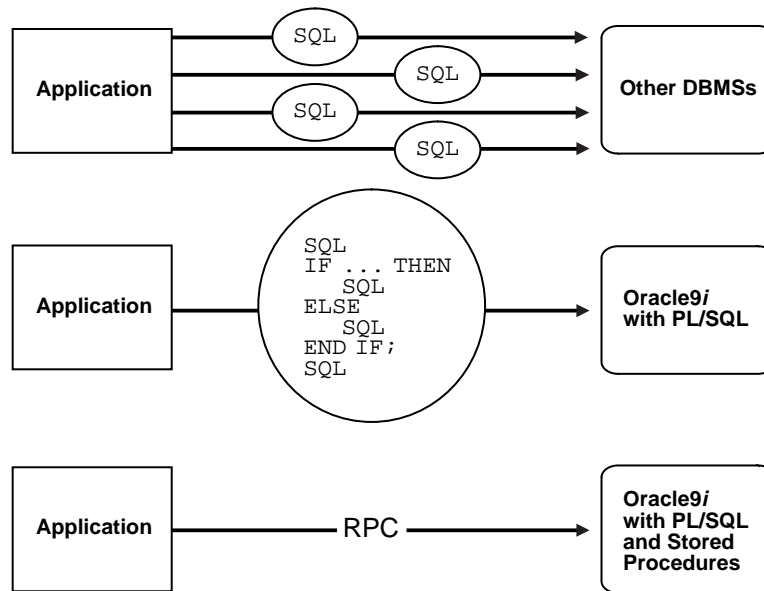 Application
SQL
SQL
SQL
SQL
Other DBMSs
Application
SQL
IF ... THEN
SQL
ELSE
SQL
END IF;
SQL
Oracle9i
with PL/SQL
Application
RPC
Oracle9i
with PL/SQL
and Stored
Procedures